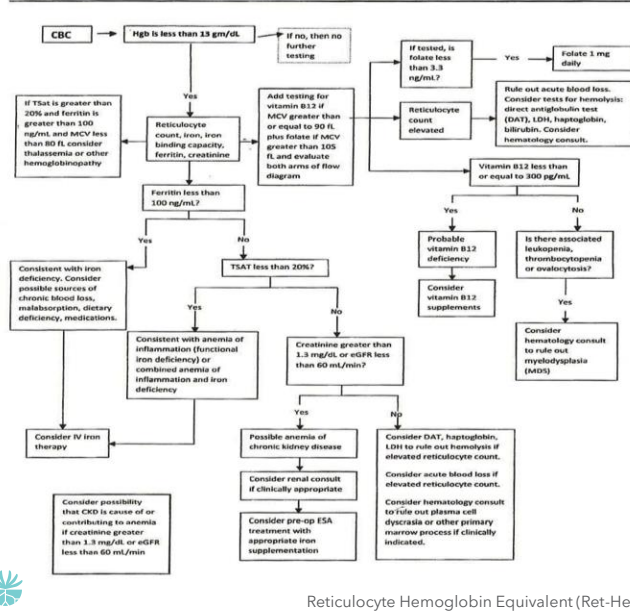 CBC
Hgb is less than 13 gm/dL
If no, then no
further
testing
Yes
If TSat is greater than
20% and ferritin is
greater than 100
ng/mL and MCV less
than 80 fL consider
thalassemia or other
hemoglobinopathy
Reticulocyte
count, iron, iron
binding capacity,
ferritin, creatinine
Add testing for
vitamin B12 if
MCV greater than
or equal to 90 fL
plus folate if MCV
greater than 105
fL and evaluate
both arms of flow
diagram
If tested, is
folate less
than 3.3
ng/mL?
Yes
Folate 1 mg
daily
Reticulocyte
count
elevated
Rule out acute blood loss.
Consider tests for hemolysis:
direct antiglobulin test
(DAT), LDH, haptoglobin,
bilirubin. Consider
hematology consult.
Vitamin B12 less than
or equal to 300 pg/mL
Yes
No
Probable
vitamin B12
deficiency
Consider
vitamin B12
supplements
Is there associated
leukopenia,
thrombocytopenia
or ovalocytosis?
Yes
Consider
hematology consult
to rule out
myelodysplasia
(MDS)
Ferritin less than
100 ng/mL?
Yes
No
Consistent with iron
deficiency. Consider
possible sources of
chronic blood loss,
malabsorption, dietary
deficiency, medications.
TSAT less than 20%?
Yes
No
Consistent with anemia of
inflammation (functional
iron deficiency) or
combined anemia of
inflammation and iron
deficiency
Creatinine greater than
1.3 mg/dL or eGFR less
than 60 mL/min?
Consider IV iron
therapy
Yes
No
Possible anemia of
chronic kidney disease
Consider renal consult
if clinically appropriate
Consider pre-op ESA
treatment with
appropriate iron
supplementation
Consider DAT, haptoglobin,
LDH to rule out hemolysis if
elevated reticulocyte count.
Consider acute blood loss if
elevated reticulocyte count.
Consider hematology consult
to rule out plasma cell
dyscrasia or other primary
marrow process if clinically
indicated.
Consider possibility
that CKD is cause of or
contributing to anemia
if creatinine greater
than 1.3 mg/dL or eGFR
less than 60 mL/min
Reticulocyte Hemoglobin Equivalent (Ret-He